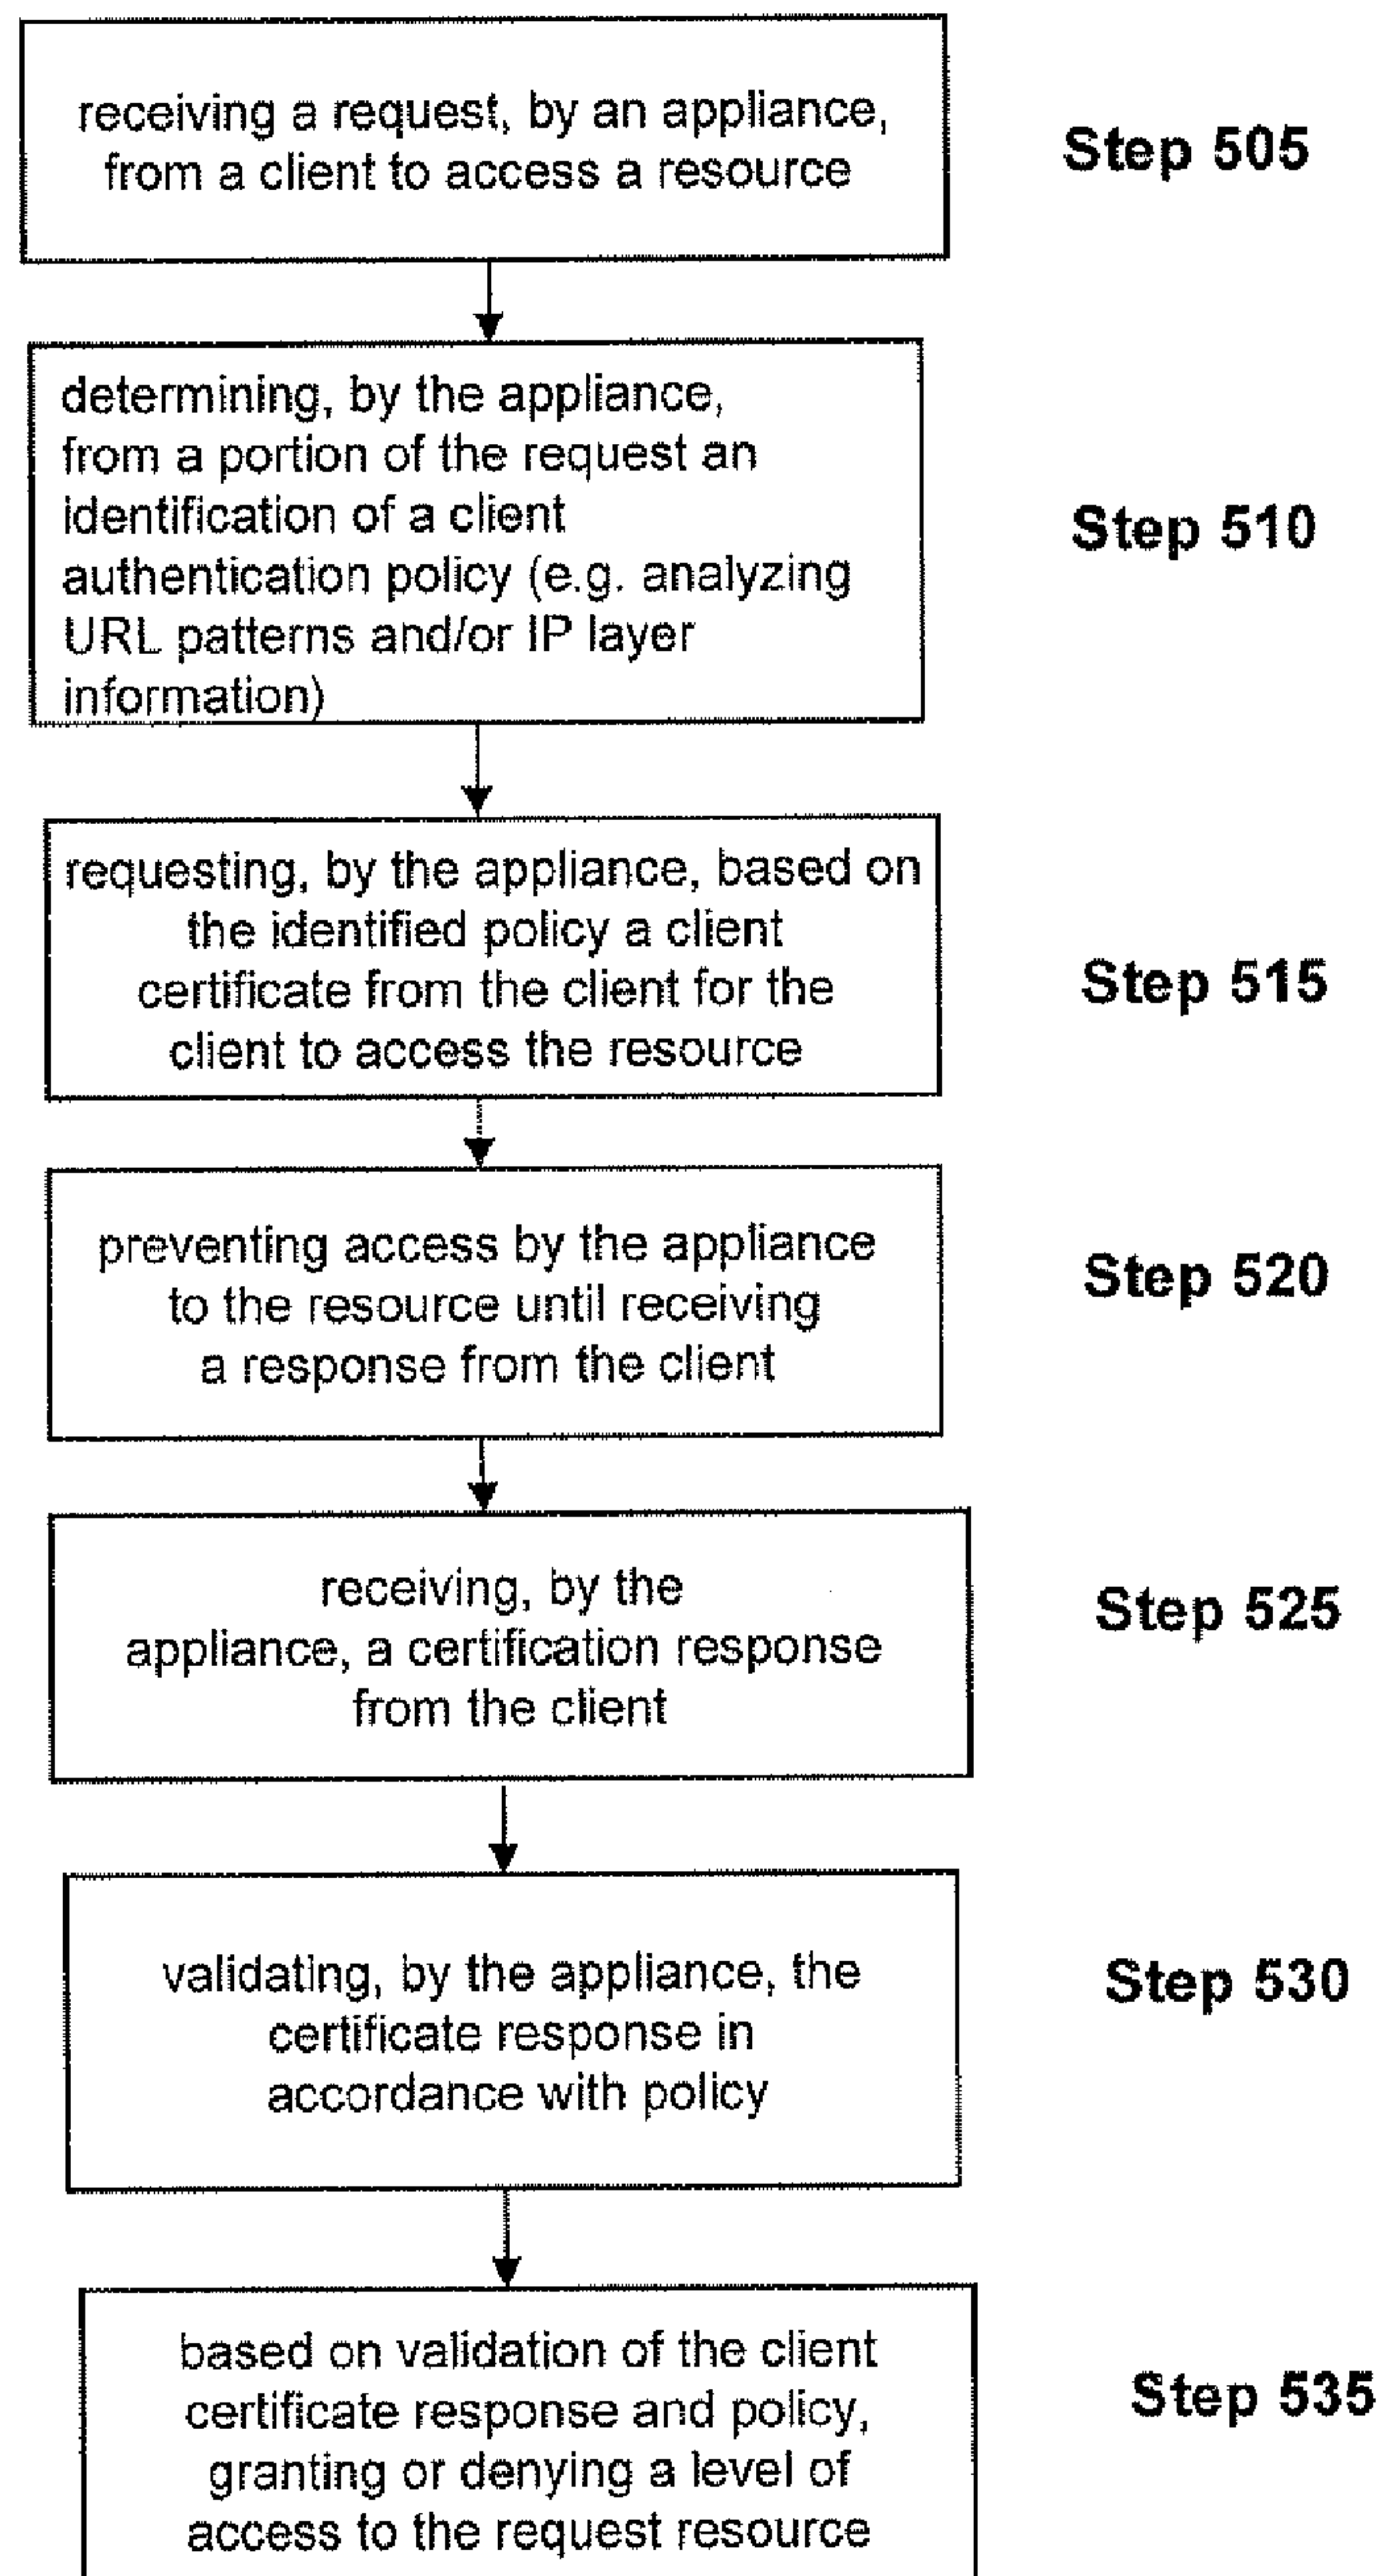 receiving a request, by an appliance,
from a client to access a resource
Step 505
determining, by the appliance,
from a portion of the request an
identification of a client
authentication policy (e.g. analyzing
URL patterns and/or IP layer
information)
Step 510
requesting, by the appliance, based on
the identified policy a client
certificate from the client for the
client to access the resource
Step 515
preventing access by the appliance
to the resource until receiving
a response from the client
Step 520
receiving, by the
appliance, a certification response
from the client
Step 525
validating, by the appliance, the
certificate response in
accordance with policy
Step 530
based on validation of the client
certificate response and policy,
granting or denying a level of
access to the request resource
Step 535